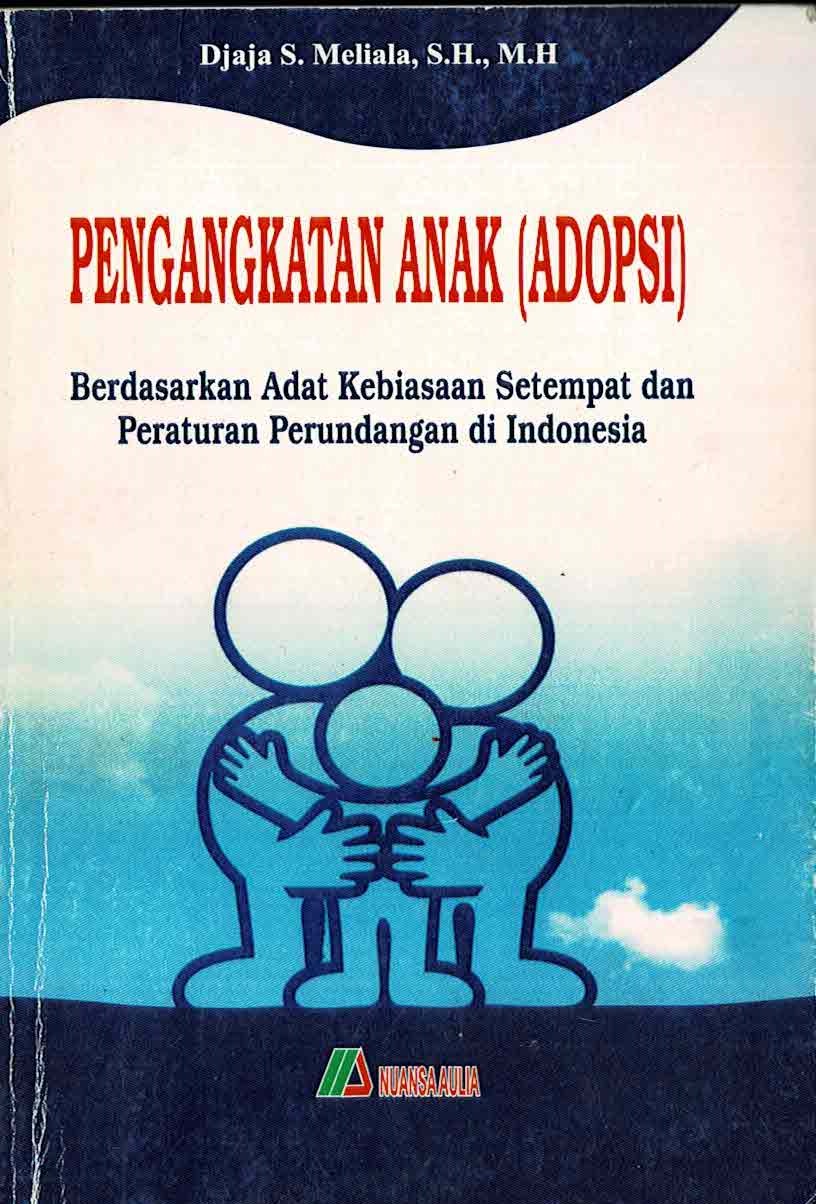 Djaja S. Meliala, S.H., M.H
PENGANGKATAN ANAK (ADOPSI)
Berdasarkan Adat Kebiasaan Setempat dan
Peraturan Perundangan di Indonesia
NUANSA AULIA